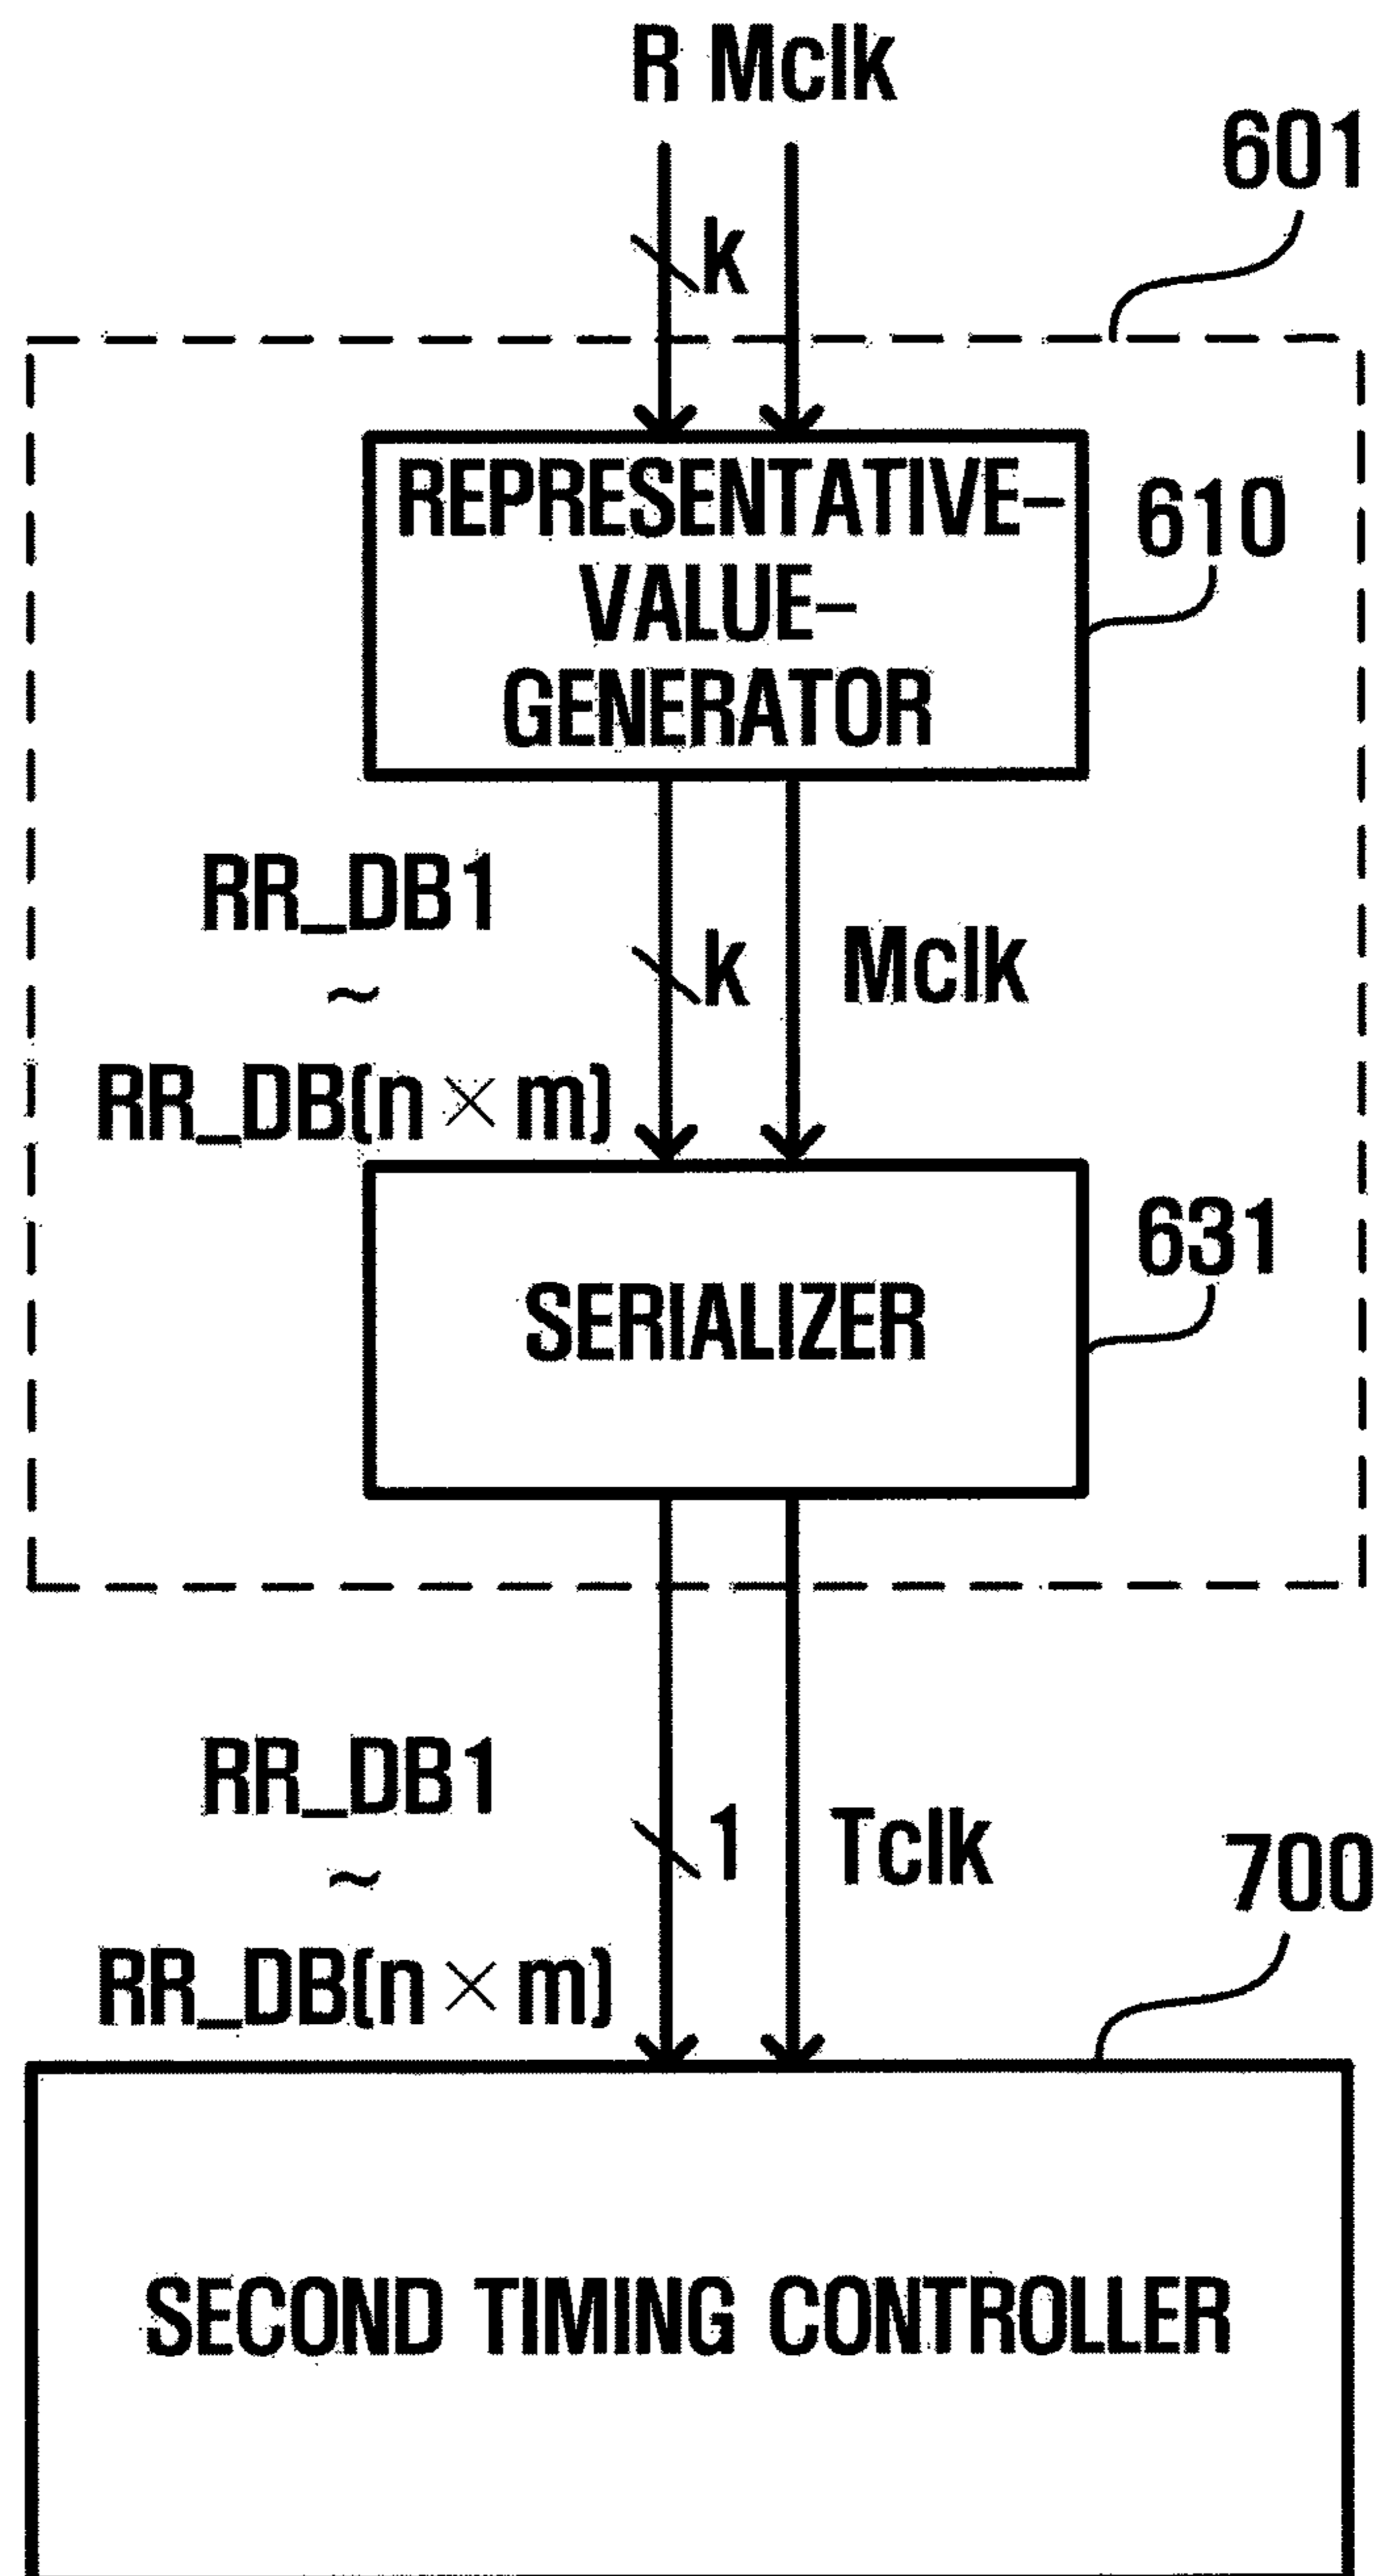 R Mclk
601
k
REPRESENTATIVE-
VALUE-
GENERATOR
610
RR_DB1
~
RR_DB(n × m)
k
Mclk
SERIALIZER
631
RR_DB1
~
RR_DB(n × m)
1
Tclk
700
SECOND TIMING CONTROLLER